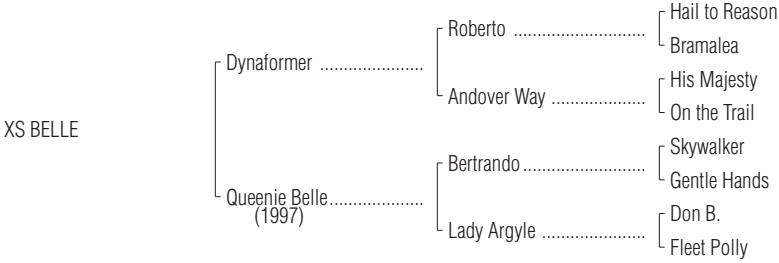 Hail to Reason
Roberto ............................
Bramalea
Dynaformer ......................
His Majesty
Andover Way ....................
On the Trail
XS BELLE
Skywalker
Bertrando..........................
Gentle Hands
Queenie Belle....................
(1997)
Don B.
Lady Argyle ......................
Fleet Polly